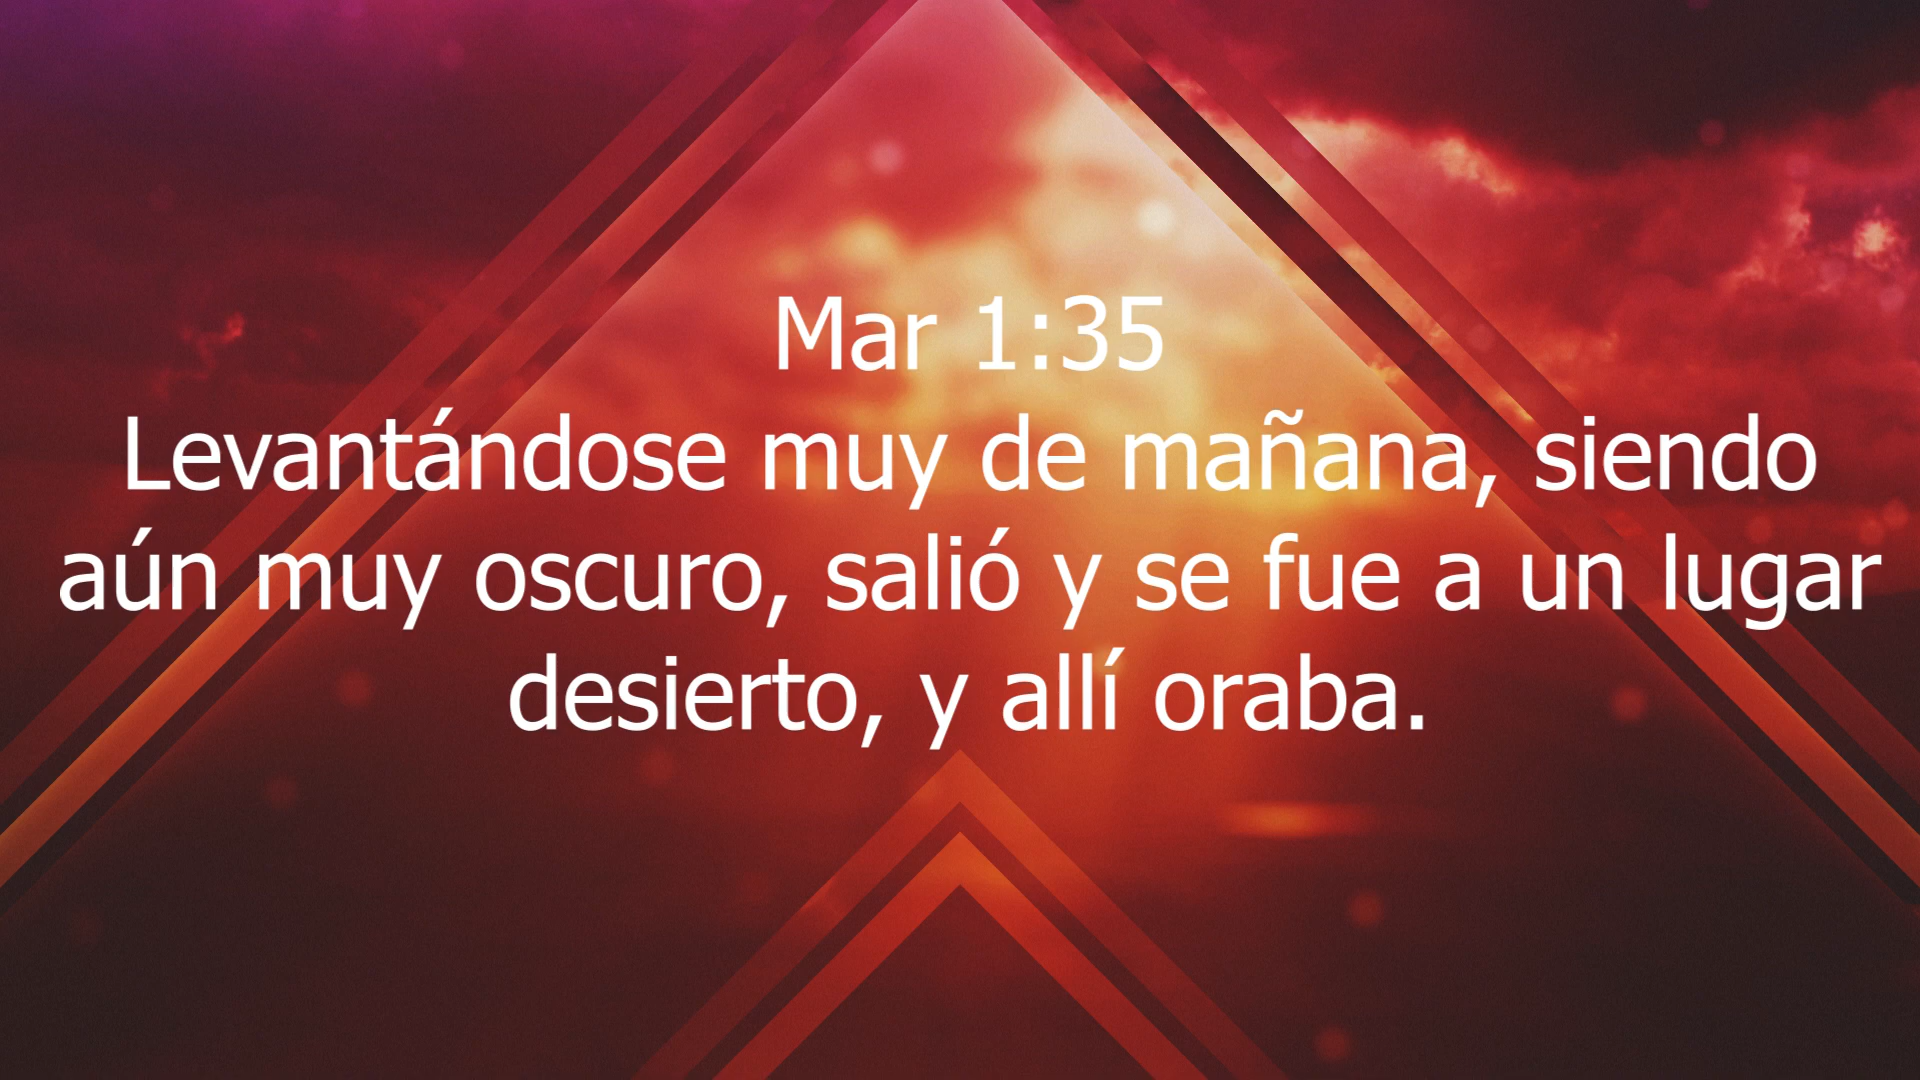 Mar 1:35
Levantándose muy de mañana, siendo
aún muy oscuro, salió y se fue a un lugar
desierto, y allí oraba.